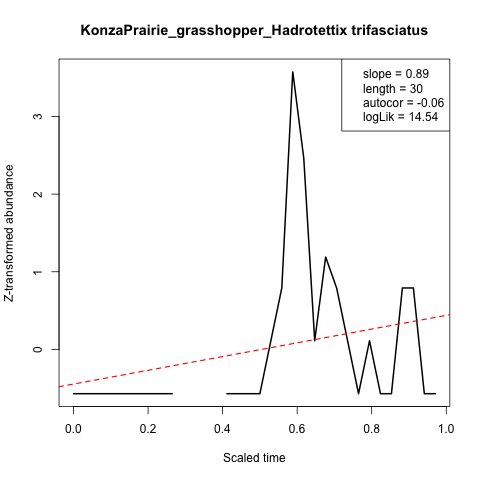 KonzaPrairie_grasshopper_Hadrotettix trifasciatus
slope = 0.89
length = 30
autocor = -0.06
logLik = 14.54
Z-transformed abundance
3
2
1
0
0.0 0.2 0.4 0.6 0.8 1.0
Scaled time